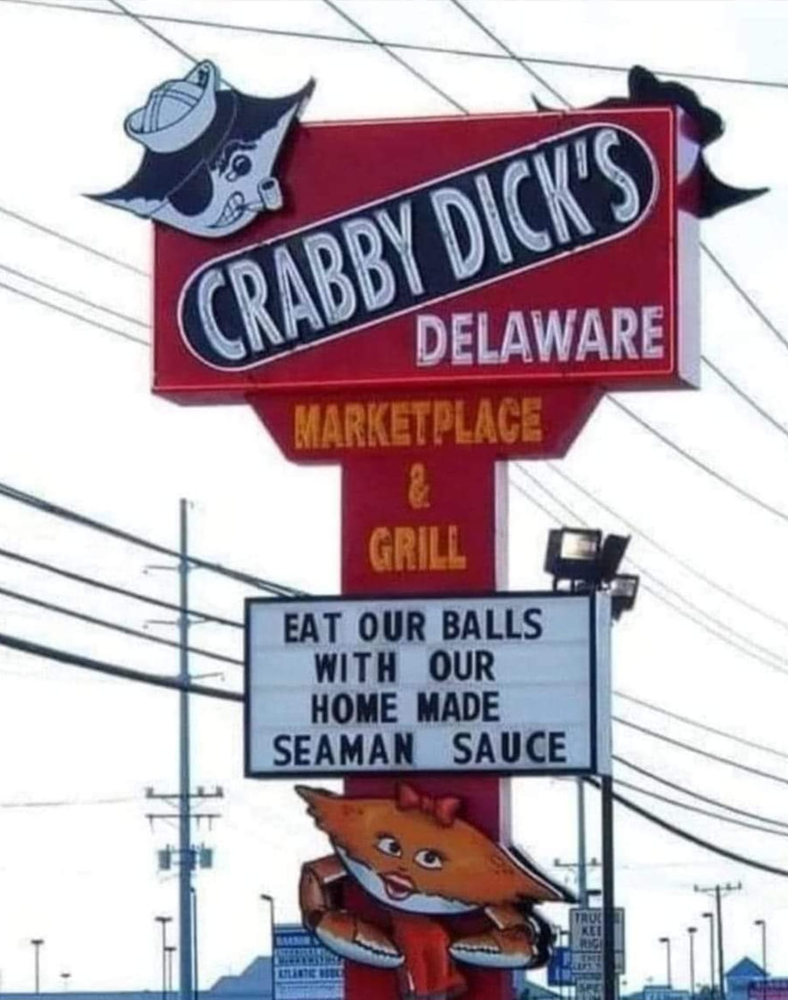 CRABBY DICK'S
DELAWARE
MARKETPLACE
&
GRILL
EAT OUR BALLS
WITH OUR
HOME MADE
SEAMAN SAUCE